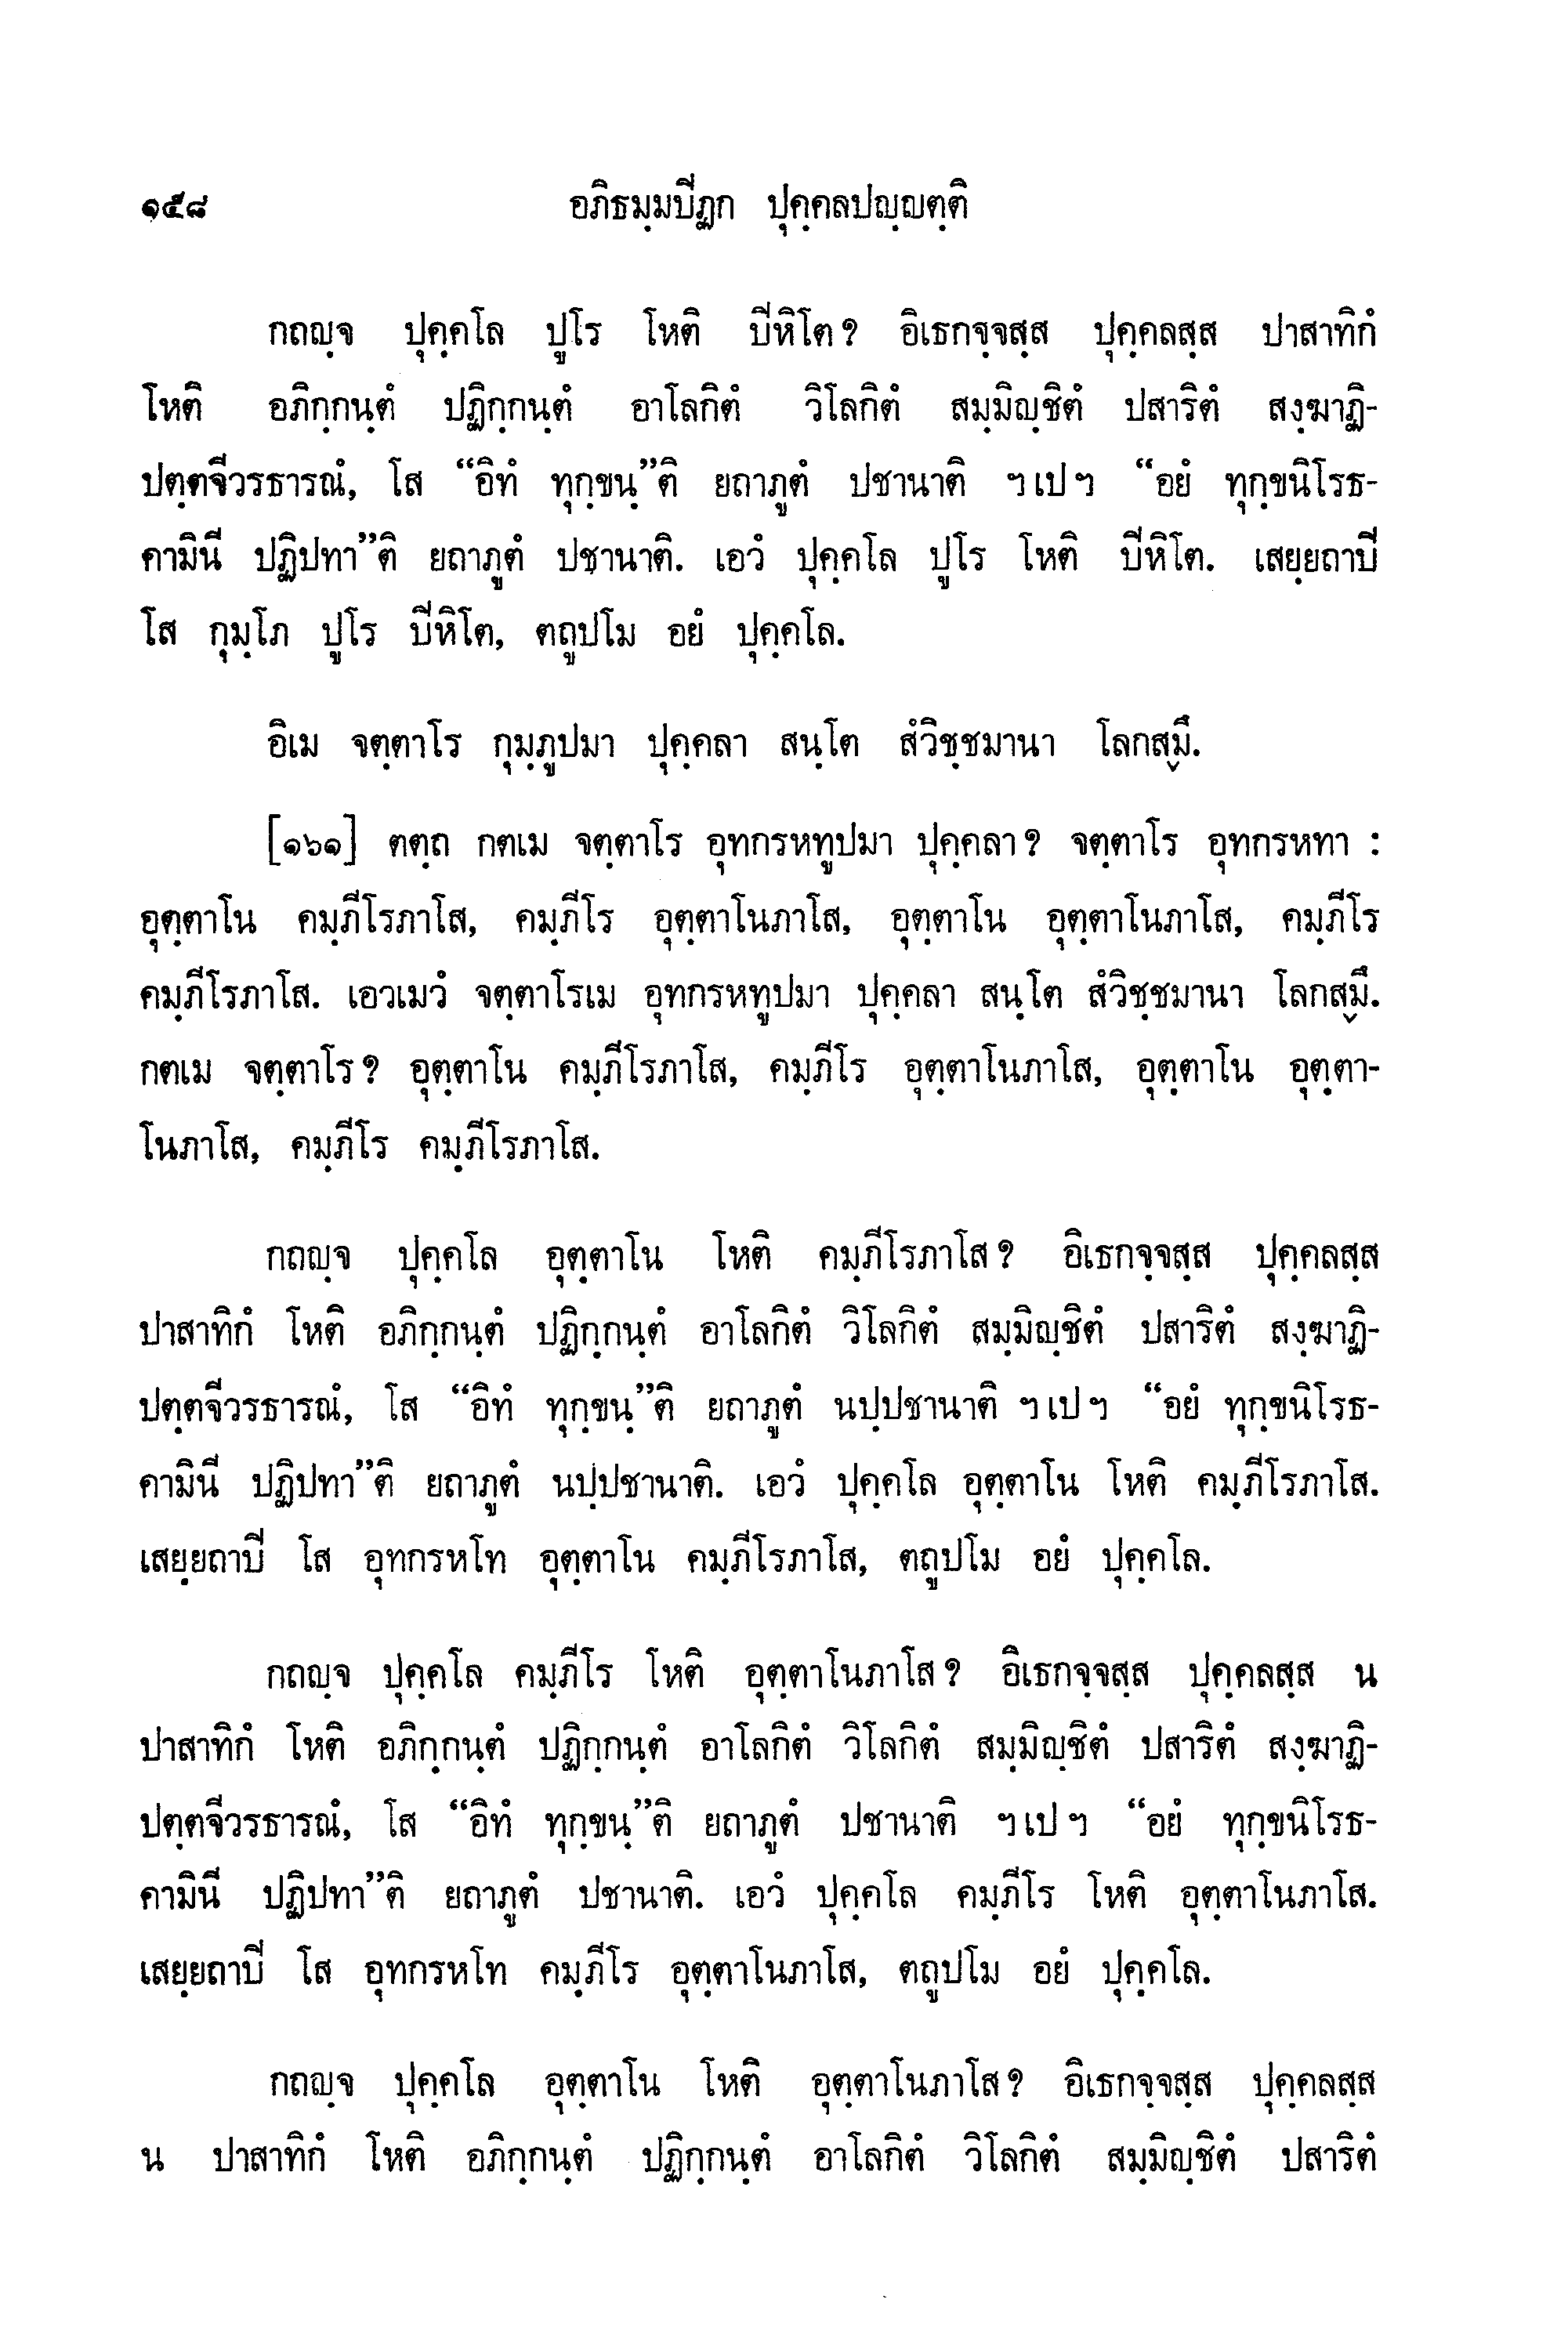 ๑๕๘ อภิธมฺมปิฏก ปุคฺคลปญฺญตฺติ
กถญฺจ ปุคฺคโล ปูโร โหติ ปิหิโต? อิเธกจฺจสฺส ปุคฺคลสฺส ปาสาทิกํ
โหติ อภิกฺกนฺตํ ปฏิกฺกนฺตํ อาโลกิตํ วิโลกิตํ สมฺมิญฺชิตํ ปสาริตํ สงฺฆาฏิ-
ปตฺตจีวรธารณํ, โส “อิทํ ทุกฺขนฺ”ติ ยถาภูตํ ปชานาติ ฯเปฯ “อยํ ทุกฺขนิโรธ-
คามินี ปฏิปทา”ติ ยถาภูตํ ปชานาติ. เอวํ ปุคฺคโล ปูโร โหติ ปิหิโต. เสยฺยถาปิ
โส กุมฺโภ ปูโร ปิหิโต, ตถูปโม อยํ ปุคฺคโล.
อิเม จตฺตาโร กุมฺภูปมา ปุคฺคลา สนฺโต สํวิชฺชมานา โลกสฺมึ.
[๑๖๑] ตตฺถ กตเม จตฺตาโร อุทกรหทูปมา ปุคฺคลา? จตฺตาโร อุทกรหทา :
อุตฺตาโน คมฺภีโรภาโส, คมฺภีโร อุตฺตาโนภาโส, อุตฺตาโน อุตฺตาโนภาโส, คมฺภีโร
คมฺภีโรภาโส. เอวเมวํ จตฺตาโรเม อุทกรหทูปมา ปุคฺคลา สนฺโต สํวิชฺชมานา โลกสฺมึ.
กตเม จตฺตาโร? อุตฺตาโน คมฺภีโรภาโส, คมฺภีโร อุตฺตาโนภาโส, อุตฺตาโน อุตฺตา-
โนภาโส, คมฺภีโร คมฺภีโรภาโส.
กถญฺจ ปุคฺคโล อุตฺตาโน โหติ คมฺภีโรภาโส? อิเธกจฺจสฺส ปุคฺคลสฺส
ปาสาทิกํ โหติ อภิกฺกนฺตํ ปฏิกฺกนฺตํ อาโลกิตํ วิโลกิตํ สมฺมิญฺชิตํ ปสาริตํ สงฺฆาฏิ-
ปตฺตจีวรธารณํ, โส “อิทํ ทุกฺขนฺ”ติ ยถาภูตํ นปฺปชานาติ ฯเปฯ “อยํ ทุกฺขนิโรธ-
คามินี ปฏิปทา”ติ ยถาภูตํ นปฺปชานาติ. เอวํ ปุคฺคโล อุตฺตาโน โหติ คมฺภีโรภาโส.
เสยฺยถาปิ โส อุทกรหโท อุตฺตาโน คมฺภีโรภาโส, ตถูปโม อยํ ปุคฺคโล.
กถญฺจ ปุคฺคโล คมฺภีโร โหติ อุตฺตาโนภาโส? อิเธกจฺจสฺส ปุคฺคลสฺส น
ปาสาทิกํ โหติ อภิกฺกนฺตํ ปฏิกฺกนฺตํ อาโลกิตํ วิโลกิตํ สมฺมิญฺชิตํ ปสาริตํ สงฺฆาฏิ-
ปตฺตจีวรธารณํ, โส “อิทํ ทุกฺขนฺ”ติ ยถาภูตํ ปชานาติ ฯเปฯ “อยํ ทุกฺขนิโรธ-
คามินี ปฏิปทา”ติ ยถาภูตํ ปชานาติ. เอวํ ปุคฺคโล คมฺภีโร โหติ อุตฺตาโนภาโส.
เสยฺยถาปิ โส อุทกรหโท คมฺภีโร อุตฺตาโนภาโส, ตถูปโม อยํ ปุคฺคโล.
กถญฺจ ปุคฺคโล อุตฺตาโน โหติ อุตฺตาโนภาโส? อิเธกจฺจสฺส ปุคฺคลสฺส
น ปาสาทิกํ โหติ อภิกฺกนฺตํ ปฏิกฺกนฺตํ อาโลกิตํ วิโลกิตํ สมฺมิญฺชิตํ ปสาริตํ